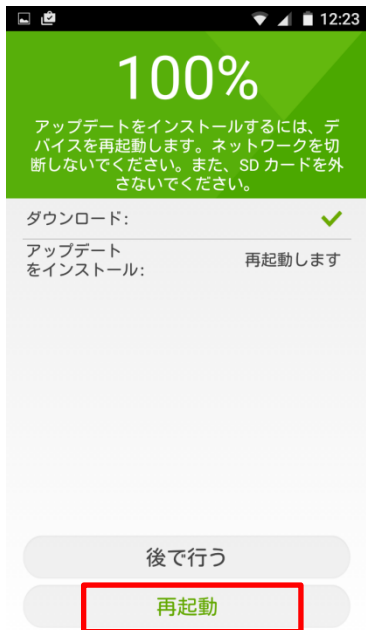 12:23
100%
アップデートをインストールするには、デ
バイスを再起動します。ネットワークを切
断しないでください。また、SD カードを外
さないでください。
ダウンロード:
アップデート
をインストール:
再起動します
後で行う
再起動